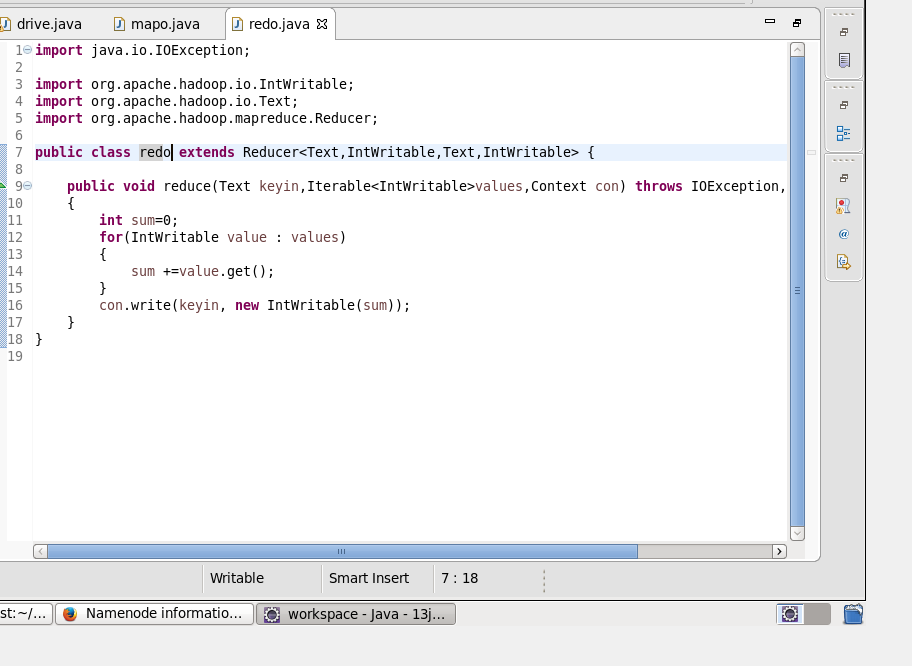 drive.java mapo.java redo.java
1 import java.io.IOException;
2
3 import org.apache.hadoop.io.IntWritable;
4 import org.apache.hadoop.io.Text;
5 import org.apache.hadoop.mapreduce.Reducer;
6
7 public class redo extends Reducer<Text,IntWritable,Text,IntWritable> {
8
9 public void reduce(Text keyin,Iterable<IntWritable>values,Context con) throws IOException,
10 {
11 int sum=0;
12 for(IntWritable value : values)
13 {
14 sum +=value.get();
15 }
16 con.write(keyin, new IntWritable(sum));
17 }
18 }
19
Writable Smart Insert 7 : 18
st:~/... Namenode informatio... workspace - Java - 13j...